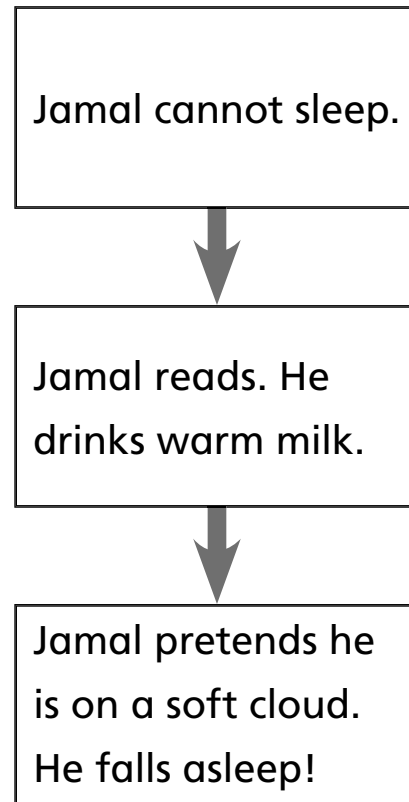 Jamal cannot sleep.
Jamal reads. He
drinks warm milk.
Jamal pretends he
is on a soft cloud.
He falls asleep!